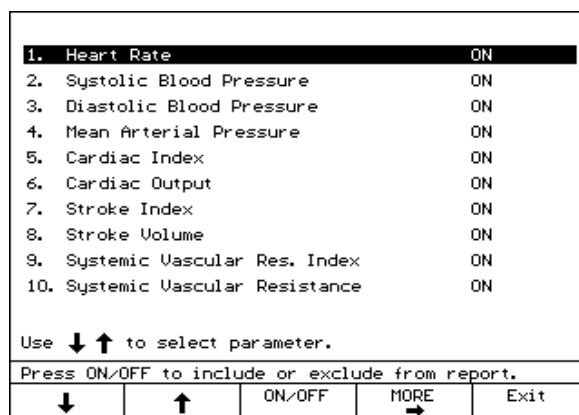 1. Heart Rate ON
2. Systolic Blood Pressure ON
3. Diastolic Blood Pressure ON
4. Mean Arterial Pressure ON
5. Cardiac Index ON
6. Cardiac Output ON
7. Stroke Index ON
8. Stroke Volume ON
9. Systemic Vascular Res. Index ON
10. Systemic Vascular Resistance ON
Use ↓ ↑ to select parameter.
Press ON/OFF to include or exclude from report.
↓ ↑ ON/OFF MORE → Exit